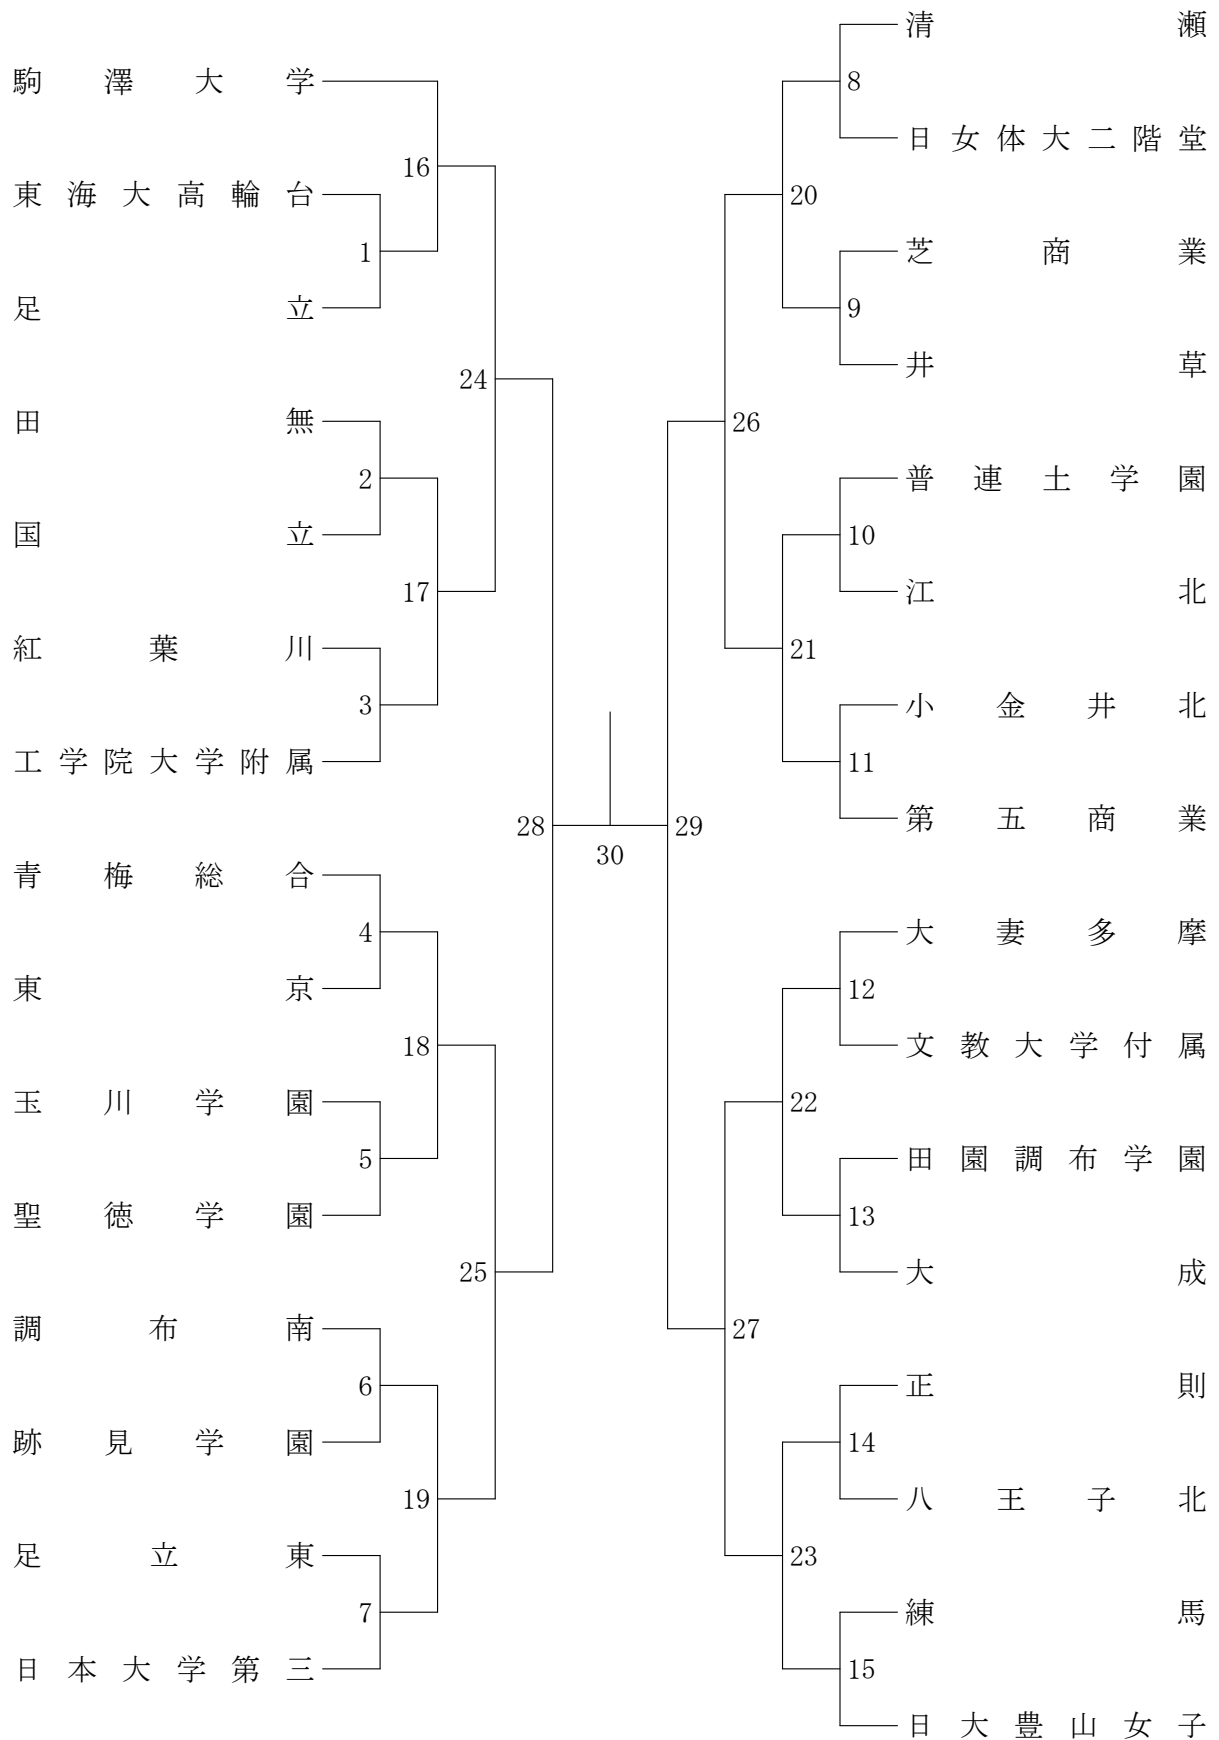 駒澤大学
16
東海大高輪台
1
足立
24
田無
2
国立
17
紅葉川
3
工学院大学附属
28
青梅総合
4
東京
18
玉川学園
5
聖徳学園
25
調布南
6
跡見学園
19
足立東
7
日本大学第三
30
清瀬
8
日女体大二階堂
20
芝商業
9
井草
26
普連土学園
10
江北
21
小金井北
11
第五商業
29
大妻多摩
12
文教大学付属
22
田園調布学園
13
大成
27
正則
14
八王子北
23
練馬
15
日大豊山女子